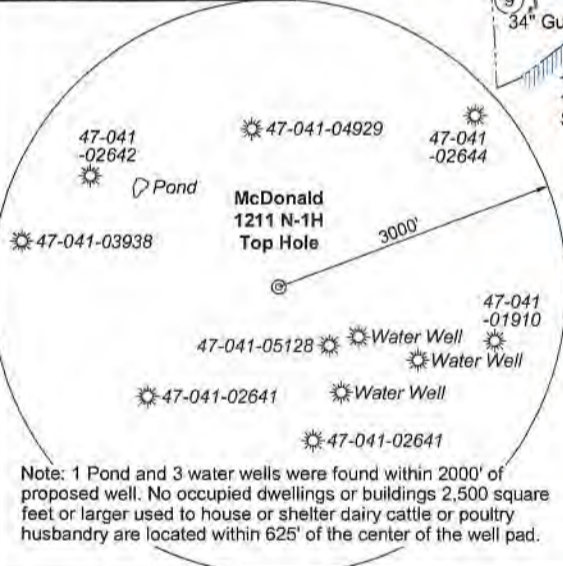 9
34" Gu
47-041-04929
47-041
-02642
47-041
-02644
Pond
McDonald
1211 N-1H
Top Hole
47-041-03938
3000'
47-041
-01910
47-041-05128
Water Well
Water Well
47-041-02641
Water Well
47-041-02641
Note: 1 Pond and 3 water wells were found within 2000' of
proposed well. No occupied dwellings or buildings 2,500 square
feet or larger used to house or shelter dairy cattle or poultry
husbandry are located within 625' of the center of the well pad.